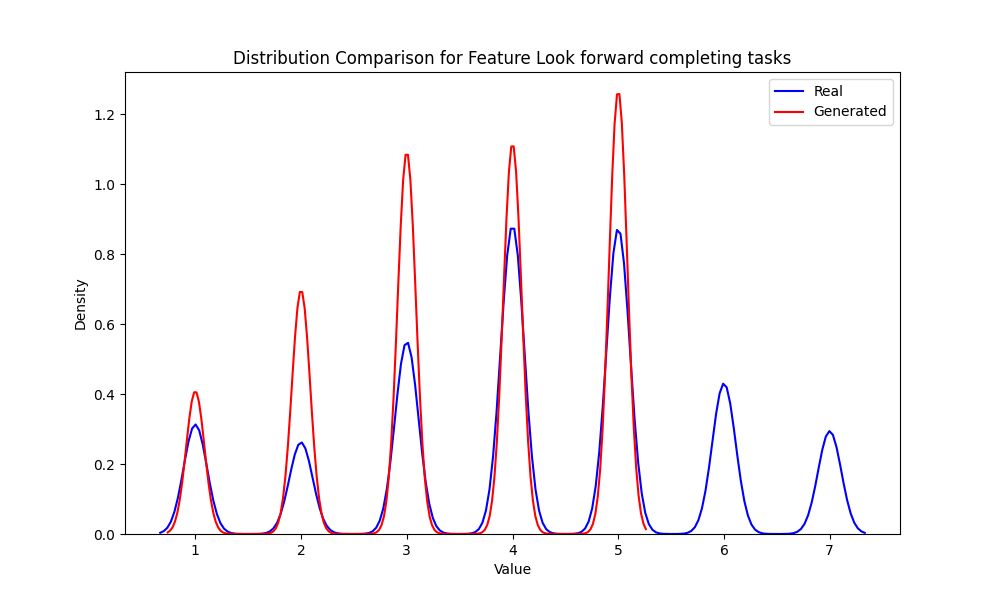 Distribution Comparison for Feature Look forward completing tasks
Real
Generated
1.2
1.0
0.8
0.6
0.4
0.2
0.0
Density
1 2 3 4 5 6 7
Value